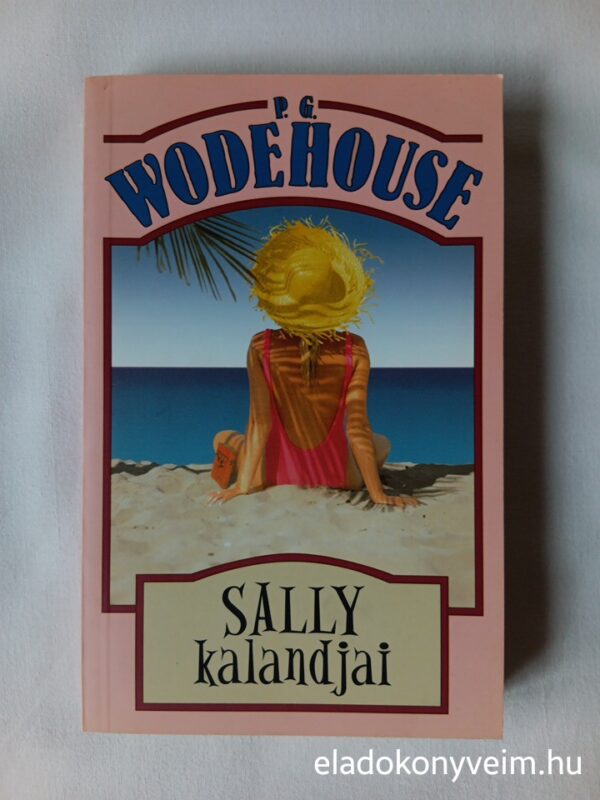 P. G.
WODEHOUSE
SALLY
kalandjai
eladokonyveim.hu